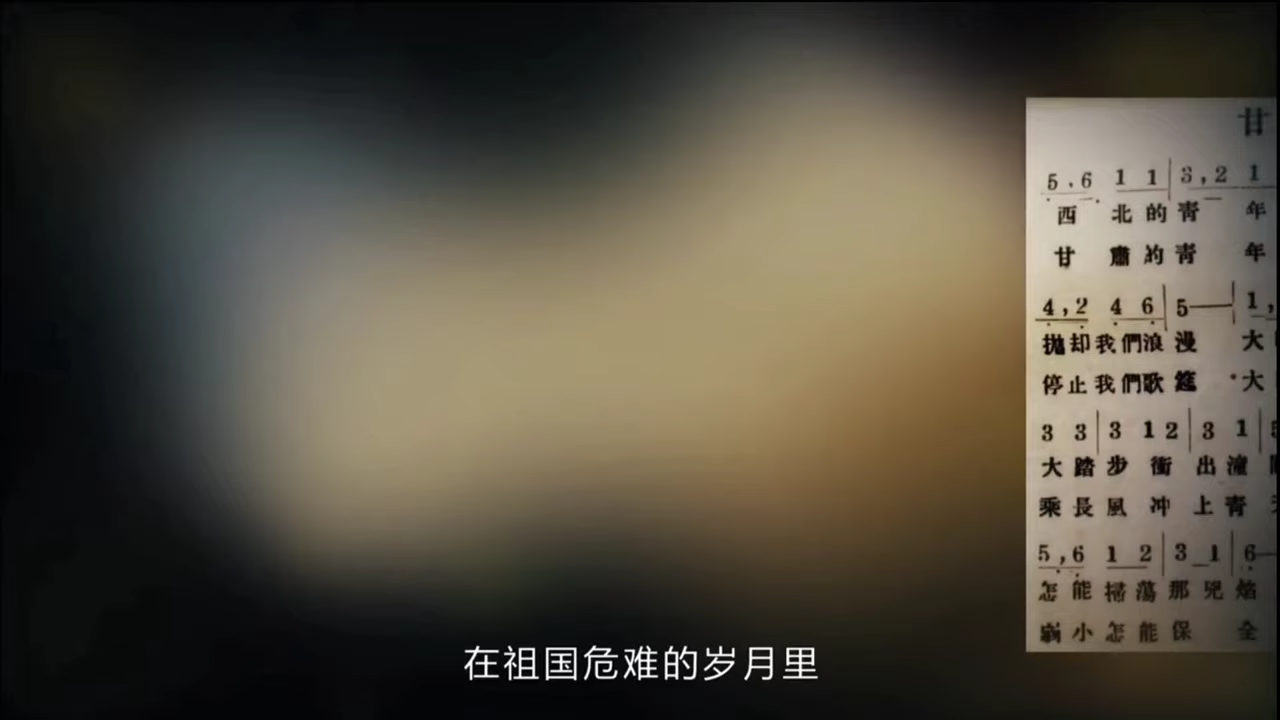 甘
5.6 1 1 | 3,2 1
西 北 的 青 年
甘 肅 的 青 年
4,2 4 6 | 5— | 1,
拋却我們浪漫 大
停止我們歌筵 大
3 3 | 3 1 2 | 3 1 |
大踏步 衝 出潼
乘長風 沖 上青
5,6 1 2 | 3 1 | 6—
怎 能 掃蕩那兇焰
弱小怎能保 全
在祖国危难的岁月里